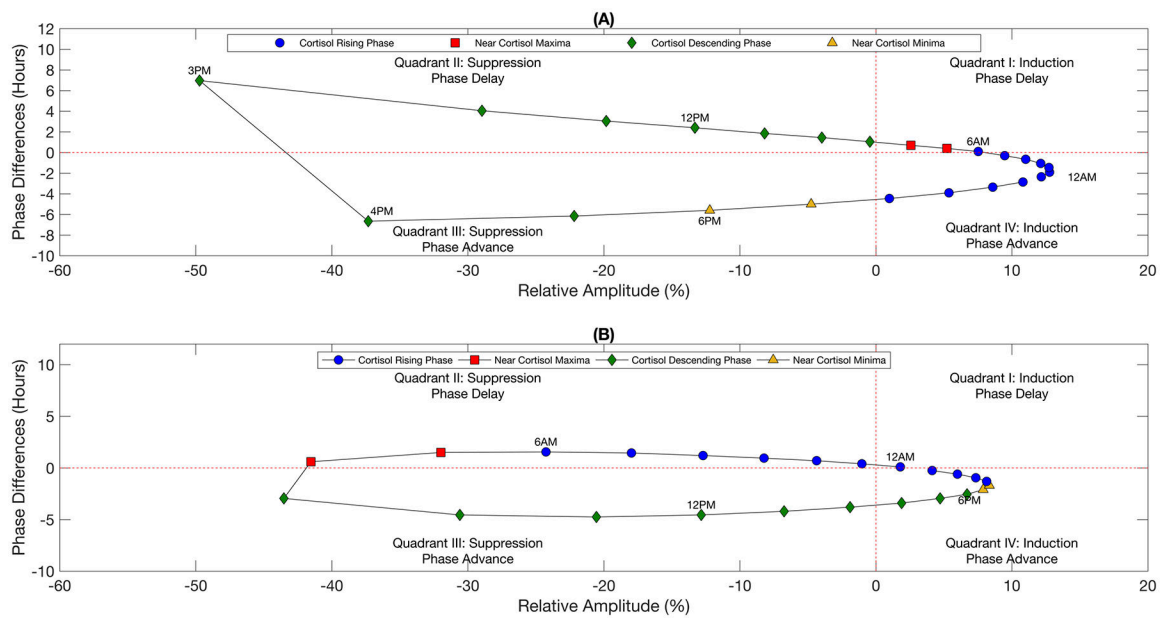 (A)
Cortisol Rising Phase Near Cortisol Maxima Cortisol Descending Phase Near Cortisol Minima
Quadrant II: Suppression
Phase Delay
Quadrant I: Induction
Phase Delay
3PM
12PM
6AM
12AM
4PM
6PM
Quadrant III: Suppression
Phase Advance
Quadrant IV: Induction
Phase Advance
Phase Differences (Hours)
12
10
8
6
4
2
0
-2
-4
-6
-8
-10
-60 -50 -40 -30 -20 -10 0 10 20
Relative Amplitude (%)
(B)
Cortisol Rising Phase Near Cortisol Maxima Cortisol Descending Phase Near Cortisol Minima
Quadrant II: Suppression
Phase Delay
Quadrant I: Induction
Phase Delay
6AM
12AM
12PM
6PM
Quadrant III: Suppression
Phase Advance
Quadrant IV: Induction
Phase Advance
Phase Differences (Hours)
10
5
0
-5
-10
-60 -50 -40 -30 -20 -10 0 10 20
Relative Amplitude (%)